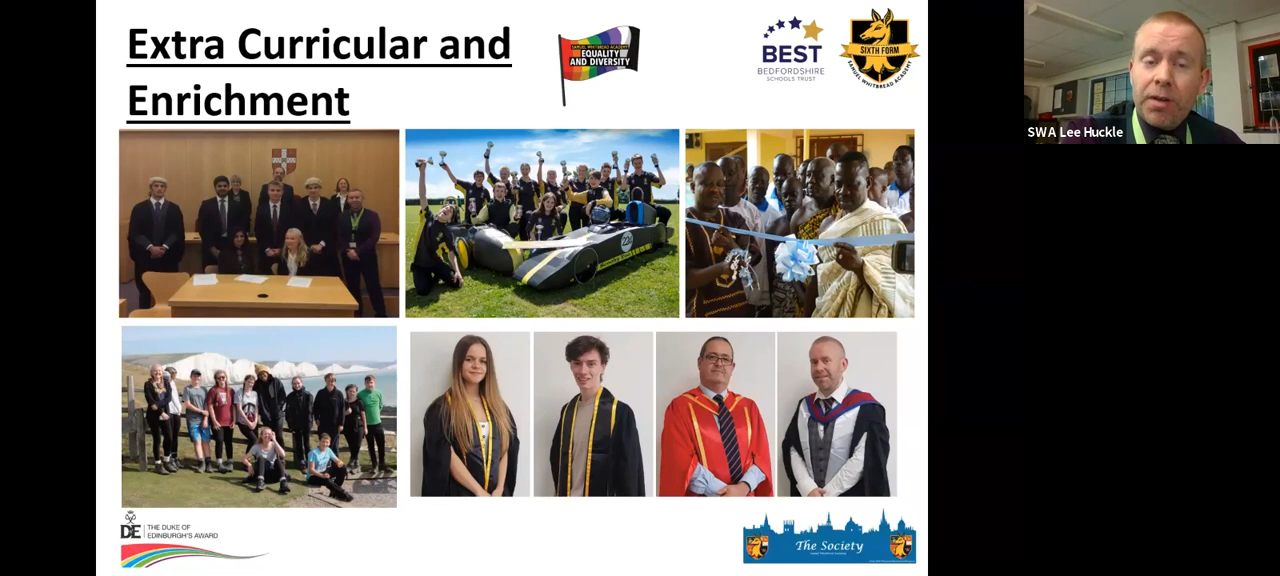 Extra Curricular and
Enrichment
SAMUEL WHITBREAD ACADEMY
EQUALITY
AND DIVERSITY
BEST
BEDFORDSHIRE
SCHOOLS TRUST
SIXTH FORM
SAMUEL WHITBREAD ACADEMY
SWA Lee Huckle
DE
THE DUKE OF
EDINBURGH'S AWARD
The Society